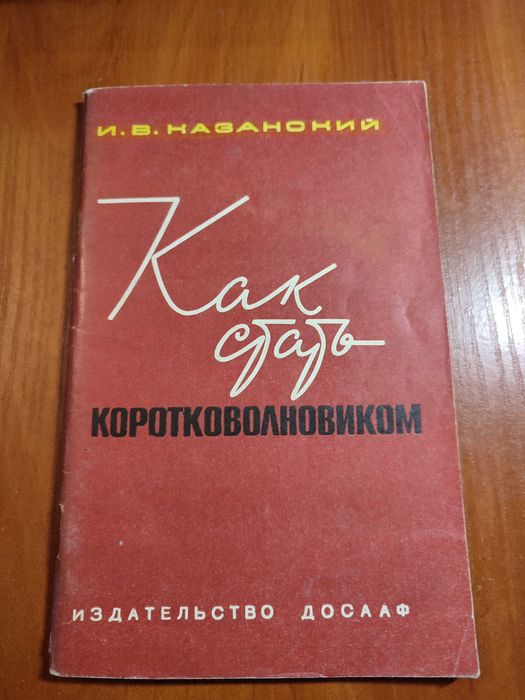 И.В. КАЗАНСКИЙ
Как
стать
КОРОТКОВОЛНОВИКОМ
ИЗДАТЕЛЬСТВО ДОСААФ